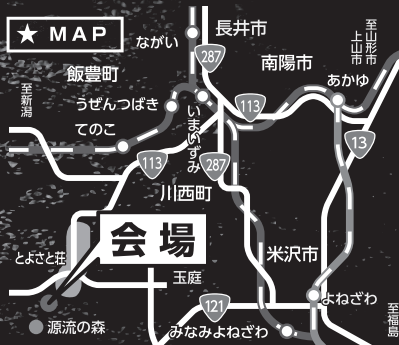 ★ MAP
長井市
ながい
287
至山形市
上山市
南陽市
飯豊町
あかゆ
至新潟
うぜんつばき
113
てのこ
いまいずみ
13
113
287
川西町
会場
とよさと荘
米沢市
玉庭
よねざわ
121
至福島
源流の森
みなみよねざわ